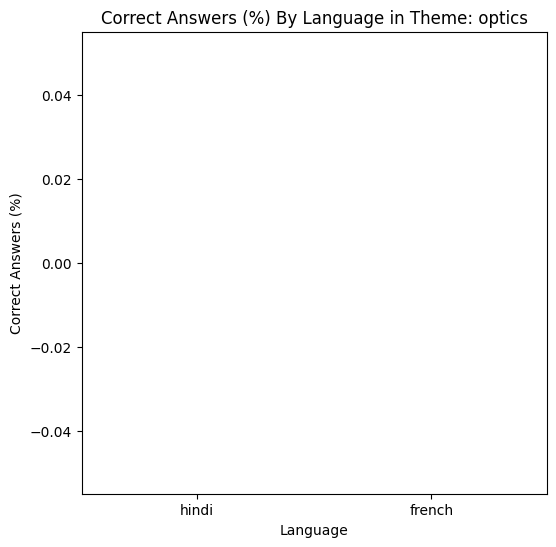 Correct Answers (%) By Language in Theme: optics
0.04
0.02
0.00
−0.02
−0.04
Correct Answers (%)
hindi french
Language